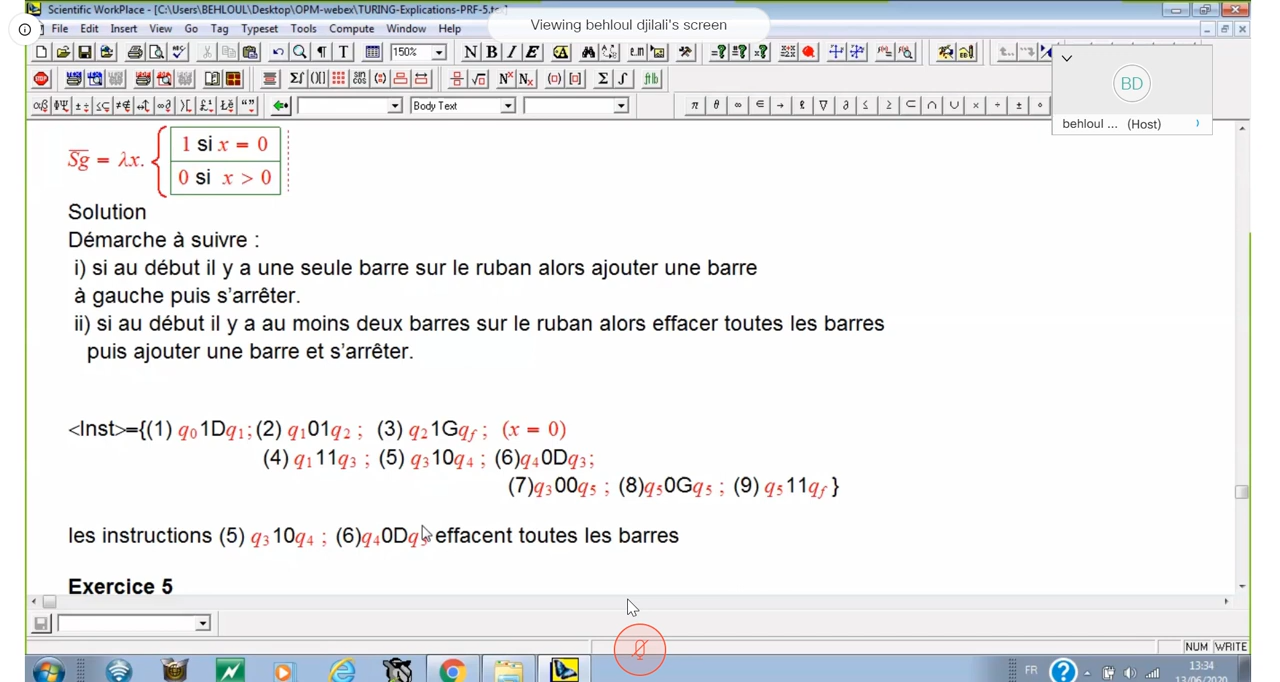 Scientific WorkPlace - [C:\Users\BEHLOUL\Desktop\OPM-webex\TURING-Explications-PRF-5.t
Viewing behloul djilali's screen
File Edit Insert View Go Tag Typeset Tools Compute Window Help
150%
Body Text
BD
behloul ... (Host)
S̅g̅ = λx. { 1 si x = 0
0 si x > 0
Solution
Démarche à suivre :
i) si au début il y a une seule barre sur le ruban alors ajouter une barre
à gauche puis s'arrêter.
ii) si au début il y a au moins deux barres sur le ruban alors effacer toutes les barres
puis ajouter une barre et s'arrêter.
<Inst>={(1) q₀1Dq₁; (2) q₁01q₂ ; (3) q₂1Gq_f ; (x = 0)
(4) q₁11q₃ ; (5) q₃10q₄ ; (6)q₄0Dq₃;
(7)q₃00q₅ ; (8)q₅0Gq₅ ; (9) q₅11q_f }
les instructions (5) q₃10q₄ ; (6)q₄0Dq₃ effacent toutes les barres
Exercice 5
NUM WRITE
FR
13:34
13/06/2020